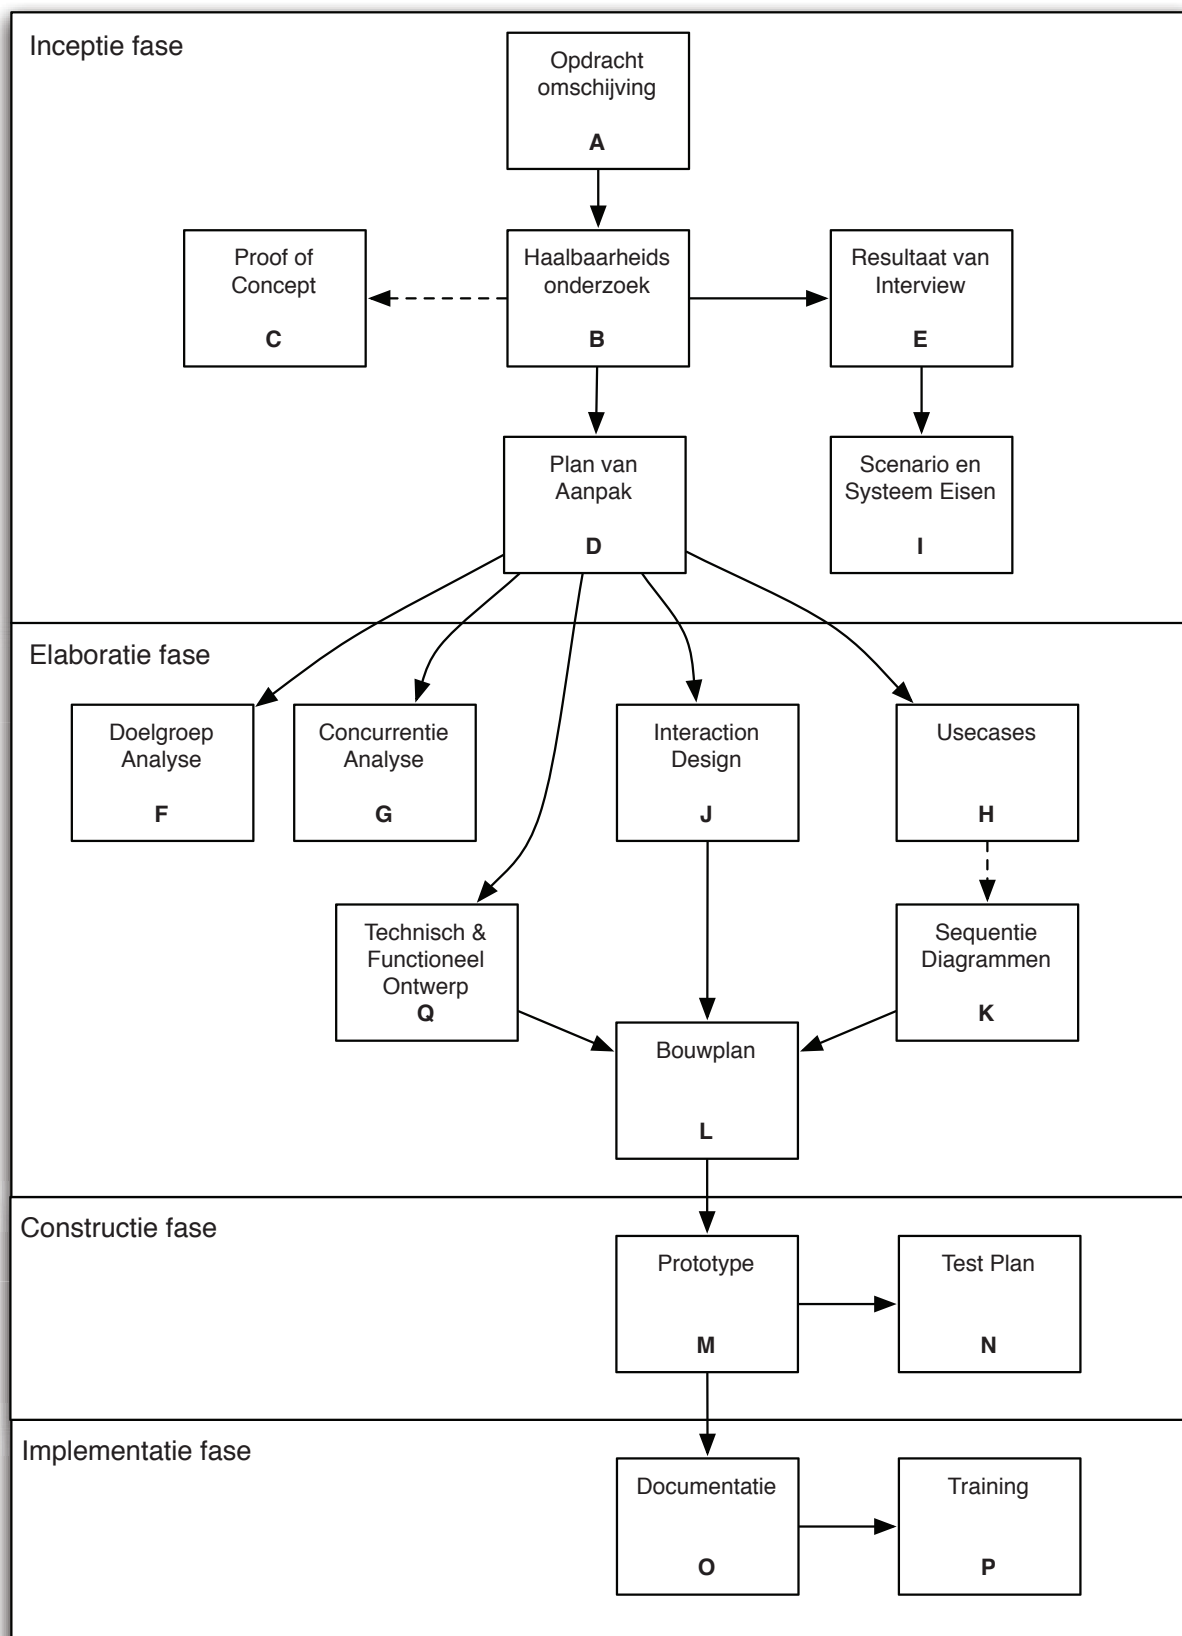 Inceptie fase
Opdracht
omschijving
A
Proof of
Concept
C
Haalbaarheids
onderzoek
B
Resultaat van
Interview
E
Plan van
Aanpak
D
Scenario en
Systeem Eisen
I
Elaboratie fase
Doelgroep
Analyse
F
Concurrentie
Analyse
G
Interaction
Design
J
Usecases
H
Technisch &
Functioneel
Ontwerp
Q
Sequentie
Diagrammen
K
Bouwplan
L
Constructie fase
Prototype
M
Test Plan
N
Implementatie fase
Documentatie
O
Training
P